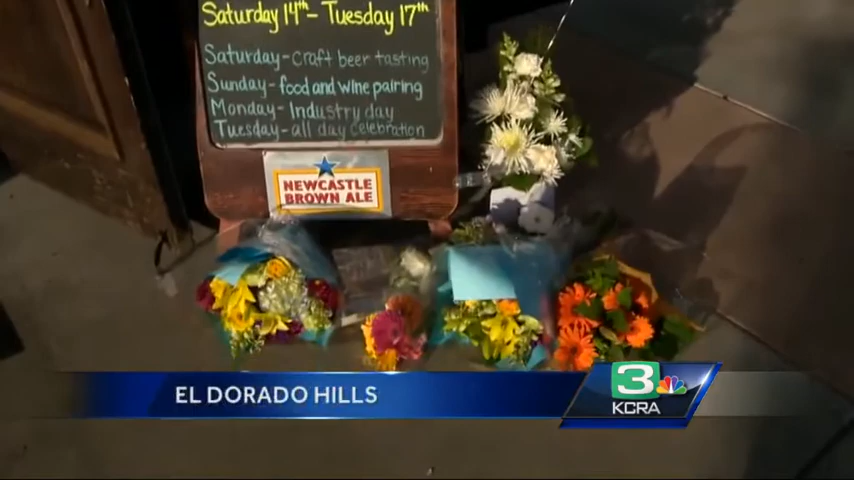 Saturday 14th - Tuesday 17th
Saturday - craft beer tasting
Sunday - food and wine pairing
Monday - Industry day
Tuesday - all day celebration
NEWCASTLE
BROWN ALE
EL DORADO HILLS
3
KCRA